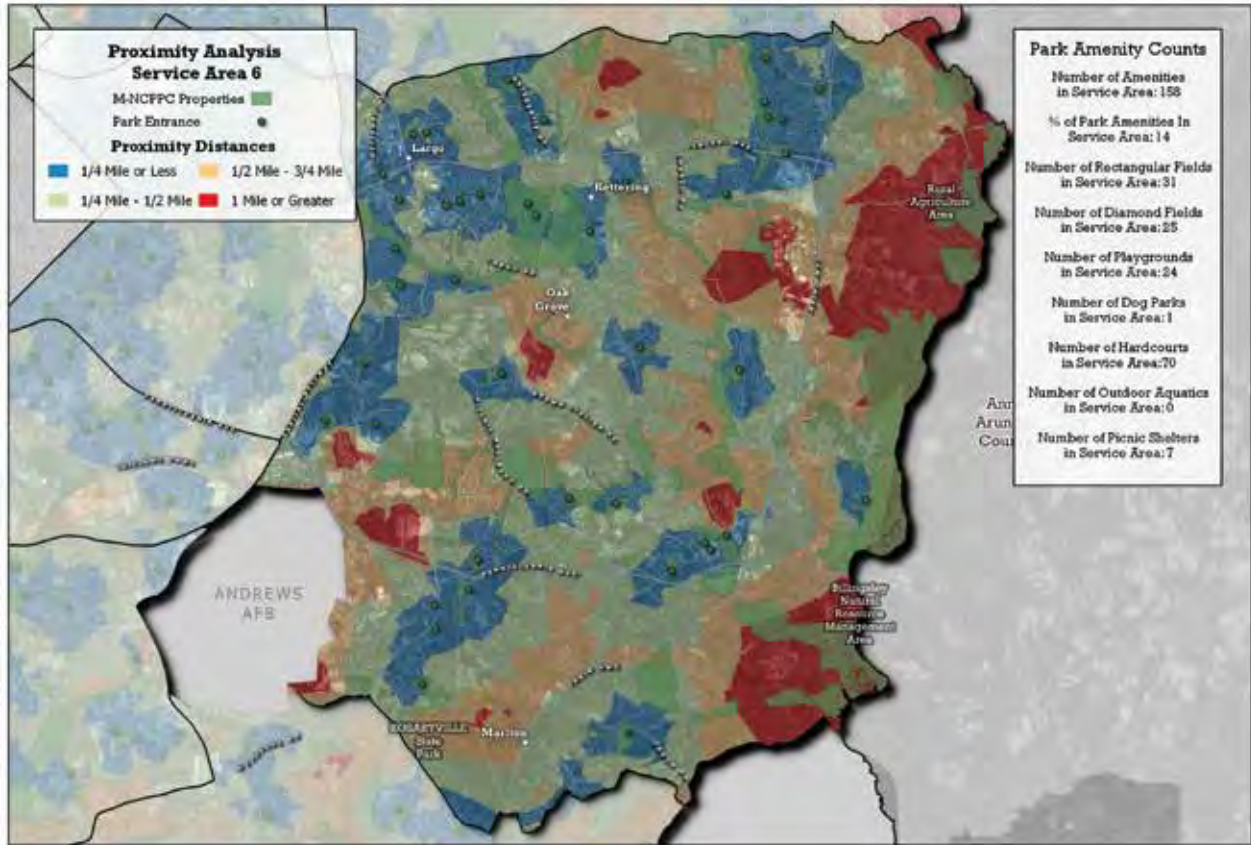 Proximity Analysis
Service Area 6
M-NCPPC Properties
Park Entrance
Proximity Distances
1/4 Mile or Less
1/2 Mile - 3/4 Mile
1/4 Mile - 1/2 Mile
1 Mile or Greater
Park Amenity Counts
Number of Amenities
in Service Area: 158
% of Park Amenities In
Service Area: 14
Number of Rectangular Fields
in Service Area: 31
Number of Diamond Fields
in Service Area: 25
Number of Playgrounds
in Service Area: 24
Number of Dog Parks
in Service Area: 1
Number of Hardcourts
in Service Area: 70
Number of Outdoor Aquatics
in Service Area: 0
Number of Picnic Shelters
in Service Area: 7
Largo
Kettering
Rural
Agriculture
Area
Oak
Grove
Ann
Arun
Cou
ANDREWS
AFB
Billingsley
Natural
Resource
Management
Area
State
Park
Marlton